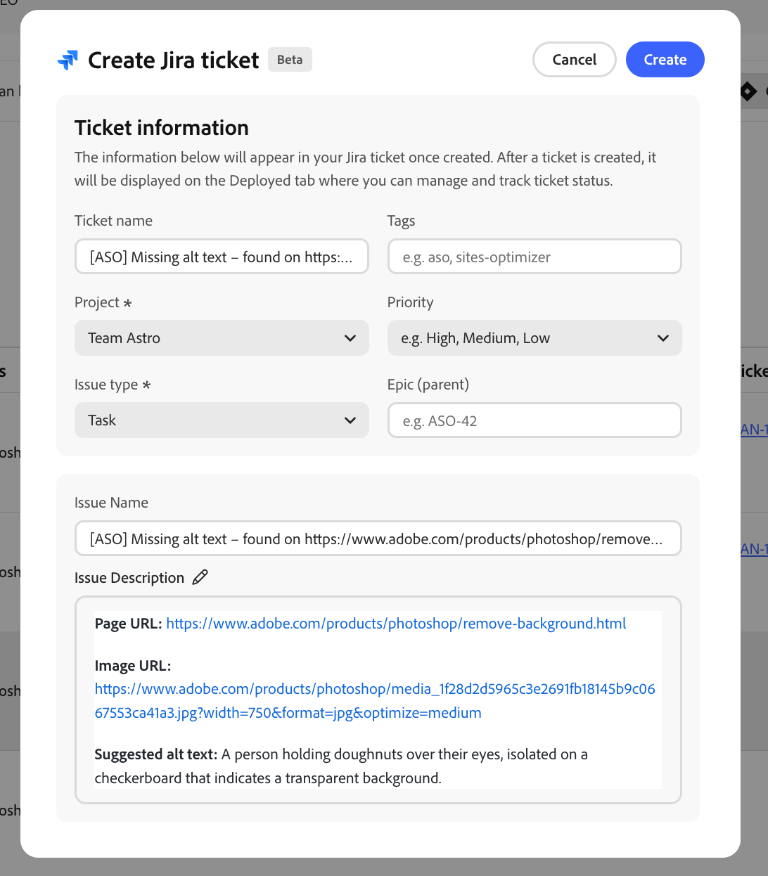 Create Jira ticket Beta
Cancel
Create
Ticket information
The information below will appear in your Jira ticket once created. After a ticket is created, it
will be displayed on the Deployed tab where you can manage and track ticket status.
Ticket name
Tags
[ASO] Missing alt text – found on https:...
e.g. aso, sites-optimizer
Project *
Priority
Team Astro
e.g. High, Medium, Low
Issue type *
Epic (parent)
Task
e.g. ASO-42
Issue Name
[ASO] Missing alt text – found on https://www.adobe.com/products/photoshop/remove...
Issue Description
Page URL: https://www.adobe.com/products/photoshop/remove-background.html
Image URL:
https://www.adobe.com/products/photoshop/media_1f28d2d5965c3e2691fb18145b9c06
67553ca41a3.jpg?width=750&format=jpg&optimize=medium
Suggested alt text: A person holding doughnuts over their eyes, isolated on a
checkerboard that indicates a transparent background.